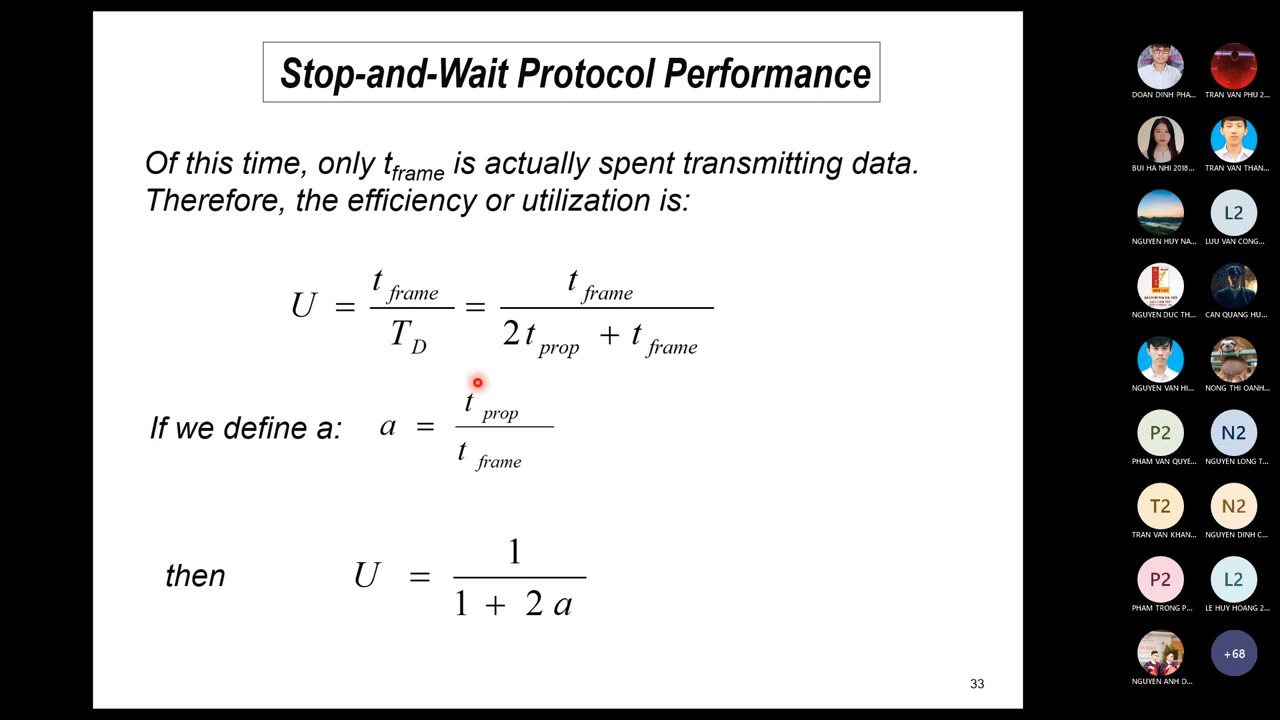 Stop-and-Wait Protocol Performance
Of this time, only t_frame is actually spent transmitting data.
Therefore, the efficiency or utilization is:
U = t_frame / T_D = t_frame / (2 t_prop + t_frame)
If we define a: a = t_prop / t_frame
then U = 1 / (1 + 2 a)
33
DOAN DINH PHA... TRAN VAN PHU 2...
BUI HA NHI 2018... TRAN VAN THAN...
L2
NGUYEN HUY NA... LUU VAN CONG...
NGUYEN DUC TH... CAN QUANG HU...
NGUYEN VAN HI... NONG THI OANH...
P2 N2
PHAM VAN QUYE... NGUYEN LONG T...
T2 N2
TRAN VAN KHAN... NGUYEN DINH C...
P2 L2
PHAM TRONG P... LE HUY HOANG 2...
+68
NGUYEN ANH D...